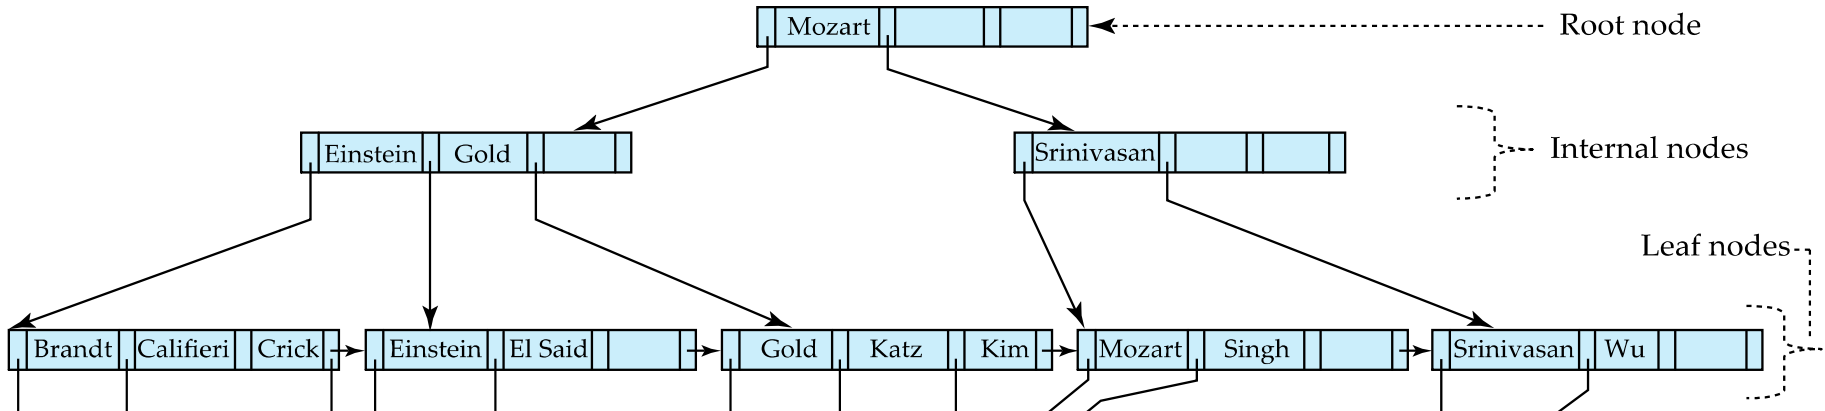 Mozart
Root node
Einstein Gold
Srinivasan
Internal nodes
Leaf nodes
Brandt Califieri Crick
Einstein El Said
Gold Katz Kim
Mozart Singh
Srinivasan Wu